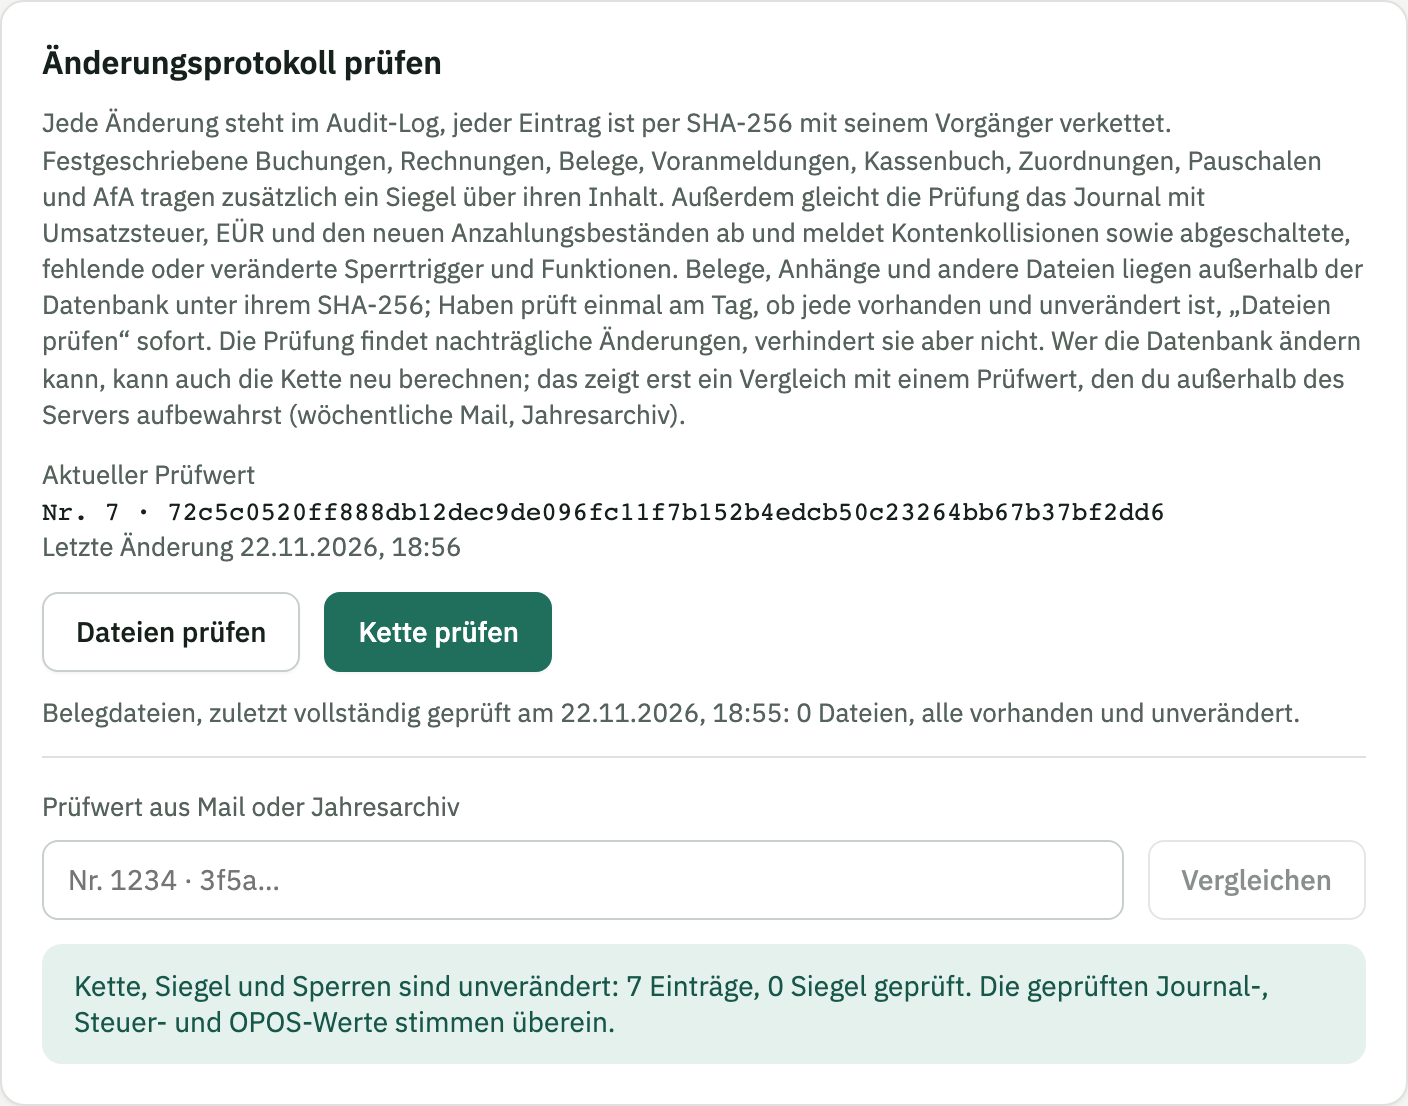 Änderungsprotokoll prüfen
Jede Änderung steht im Audit-Log, jeder Eintrag ist per SHA-256 mit seinem Vorgänger verkettet.
Festgeschriebene Buchungen, Rechnungen, Belege, Voranmeldungen, Kassenbuch, Zuordnungen, Pauschalen
und AfA tragen zusätzlich ein Siegel über ihren Inhalt. Außerdem gleicht die Prüfung das Journal mit
Umsatzsteuer, EÜR und den neuen Anzahlungsbeständen ab und meldet Kontenkollisionen sowie abgeschaltete,
fehlende oder veränderte Sperrtrigger und Funktionen. Belege, Anhänge und andere Dateien liegen außerhalb der
Datenbank unter ihrem SHA-256; Haben prüft einmal am Tag, ob jede vorhanden und unverändert ist, „Dateien
prüfen“ sofort. Die Prüfung findet nachträgliche Änderungen, verhindert sie aber nicht. Wer die Datenbank ändern
kann, kann auch die Kette neu berechnen; das zeigt erst ein Vergleich mit einem Prüfwert, den du außerhalb des
Servers aufbewahrst (wöchentliche Mail, Jahresarchiv).
Aktueller Prüfwert
Nr. 7 · 72c5c0520ff888db12dec9de096fc11f7b152b4edcb50c23264bb67b37bf2dd6
Letzte Änderung 22.11.2026, 18:56
Dateien prüfen
Kette prüfen
Belegdateien, zuletzt vollständig geprüft am 22.11.2026, 18:55: 0 Dateien, alle vorhanden und unverändert.
Prüfwert aus Mail oder Jahresarchiv
Nr. 1234 · 3f5a…
Vergleichen
Kette, Siegel und Sperren sind unverändert: 7 Einträge, 0 Siegel geprüft. Die geprüften Journal-,
Steuer- und OPOS-Werte stimmen überein.